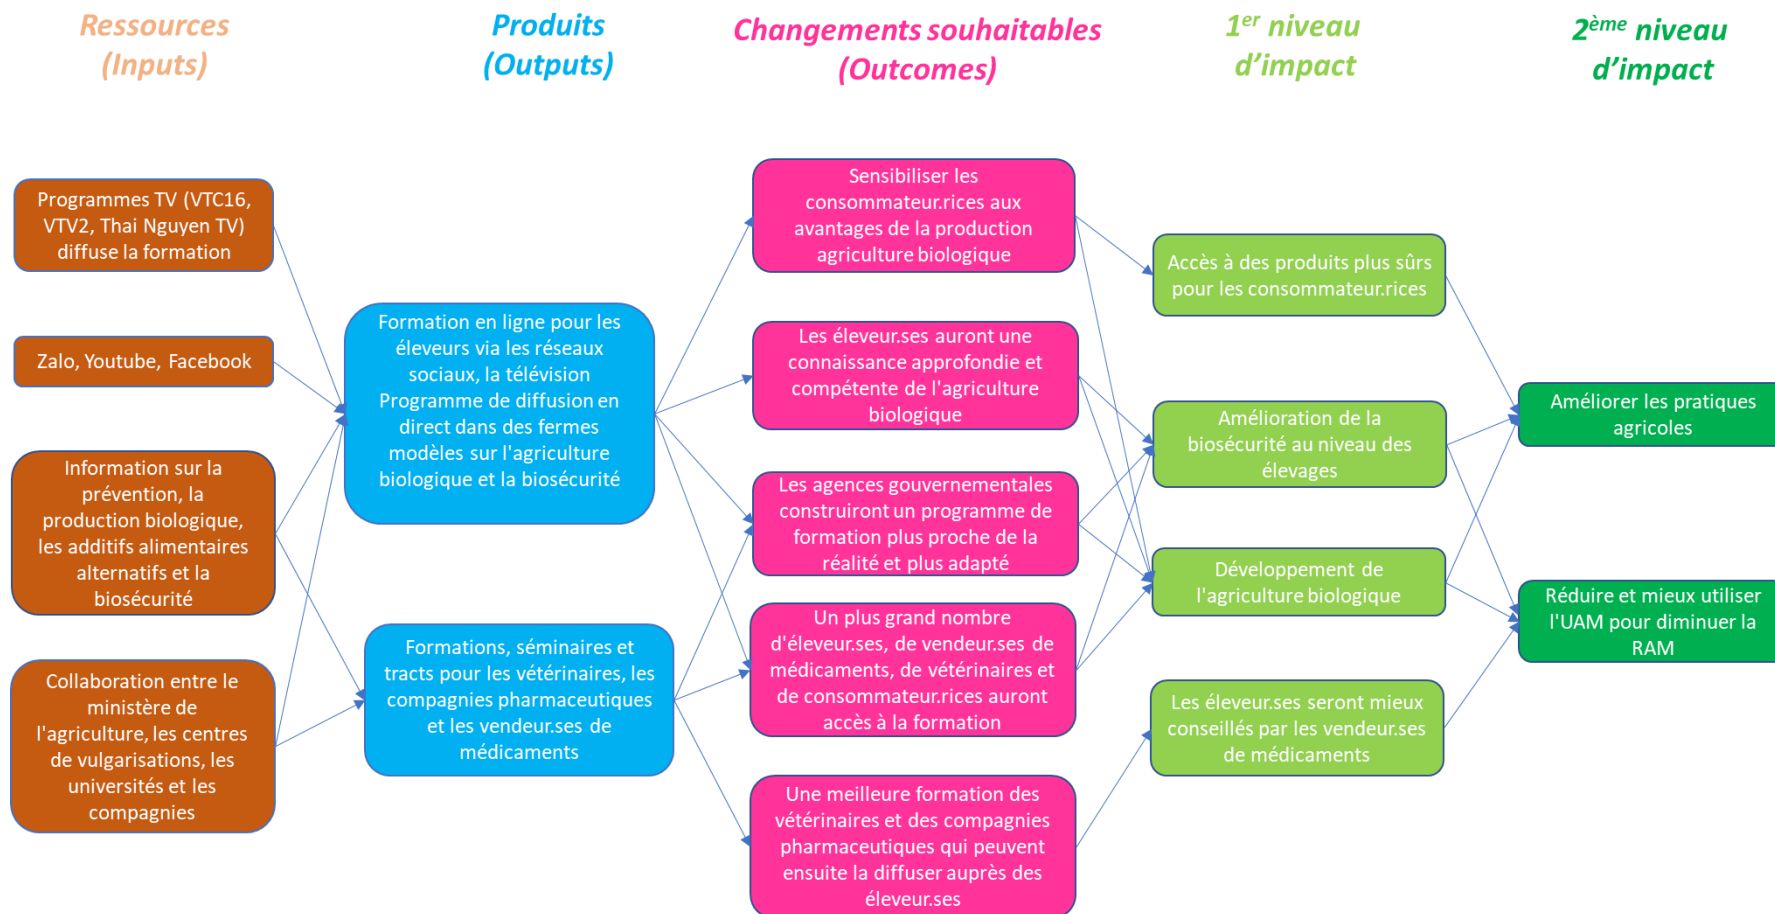 Ressources
(Inputs)
Produits
(Outputs)
Changements souhaitables
(Outcomes)
1er niveau
d'impact
2ème niveau
d'impact
Programmes TV (VTC16,
VTV2, Thai Nguyen TV)
diffuse la formation
Zalo, Youtube, Facebook
Information sur la
prévention, la
production biologique,
les additifs alimentaires
alternatifs et la
biosécurité
Collaboration entre le
ministère de
l'agriculture, les centres
de vulgarisations, les
universités et les
compagnies
Formation en ligne pour les
éleveurs via les réseaux
sociaux, la télévision
Programme de diffusion en
direct dans des fermes
modèles sur l'agriculture
biologique et la biosécurité
Formations, séminaires et
tracts pour les vétérinaires, les
compagnies pharmaceutiques
et les vendeur.ses de
médicaments
Sensibiliser les
consommateur.rices aux
avantages de la production
agriculture biologique
Les éleveur.ses auront une
connaissance approfondie et
compétente de l'agriculture
biologique
Les agences gouvernementales
construiront un programme de
formation plus proche de la
réalité et plus adapté
Un plus grand nombre
d'éleveur.ses, de vendeur.ses de
médicaments, de vétérinaires et
de consommateur.rices auront
accès à la formation
Une meilleure formation des
vétérinaires et des compagnies
pharmaceutiques qui peuvent
ensuite la diffuser auprès des
éleveur.ses
Accès à des produits plus sûrs
pour les consommateur.rices
Amélioration de la
biosécurité au niveau des
élevages
Développement de
l'agriculture biologique
Les éleveur.ses seront mieux
conseillés par les vendeur.ses
de médicaments
Améliorer les pratiques
agricoles
Réduire et mieux utiliser
l'UAM pour diminuer la
RAM